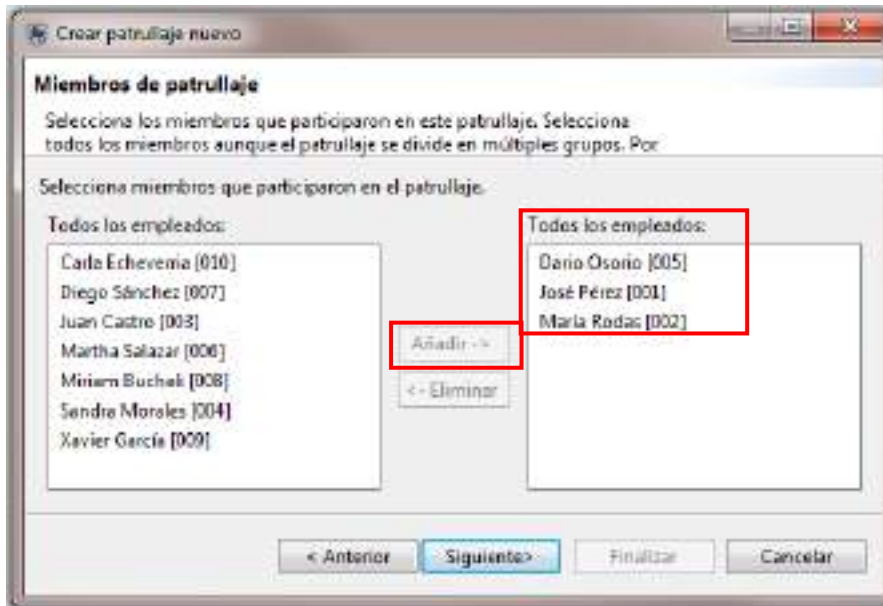 Crear patrullaje nuevo
Miembros de patrullaje
Selecciona los miembros que participaron en este patrullaje. Selecciona
todos los miembros aunque el patrullaje se divide en múltiples grupos. Por
Selecciona miembros que participaron en el patrullaje.
Todos los empleados:
Carla Echeverria [010]
Diego Sánchez [007]
Juan Castro [003]
Martha Salazar [006]
Miriam Buchek [008]
Sandra Morales [004]
Xavier García [009]
Añadir ->
<- Eliminar
Todos los empleados:
Dario Osorio [005]
José Pérez [001]
María Rodas [002]
< Anterior
Siguiente>
Finalizar
Cancelar